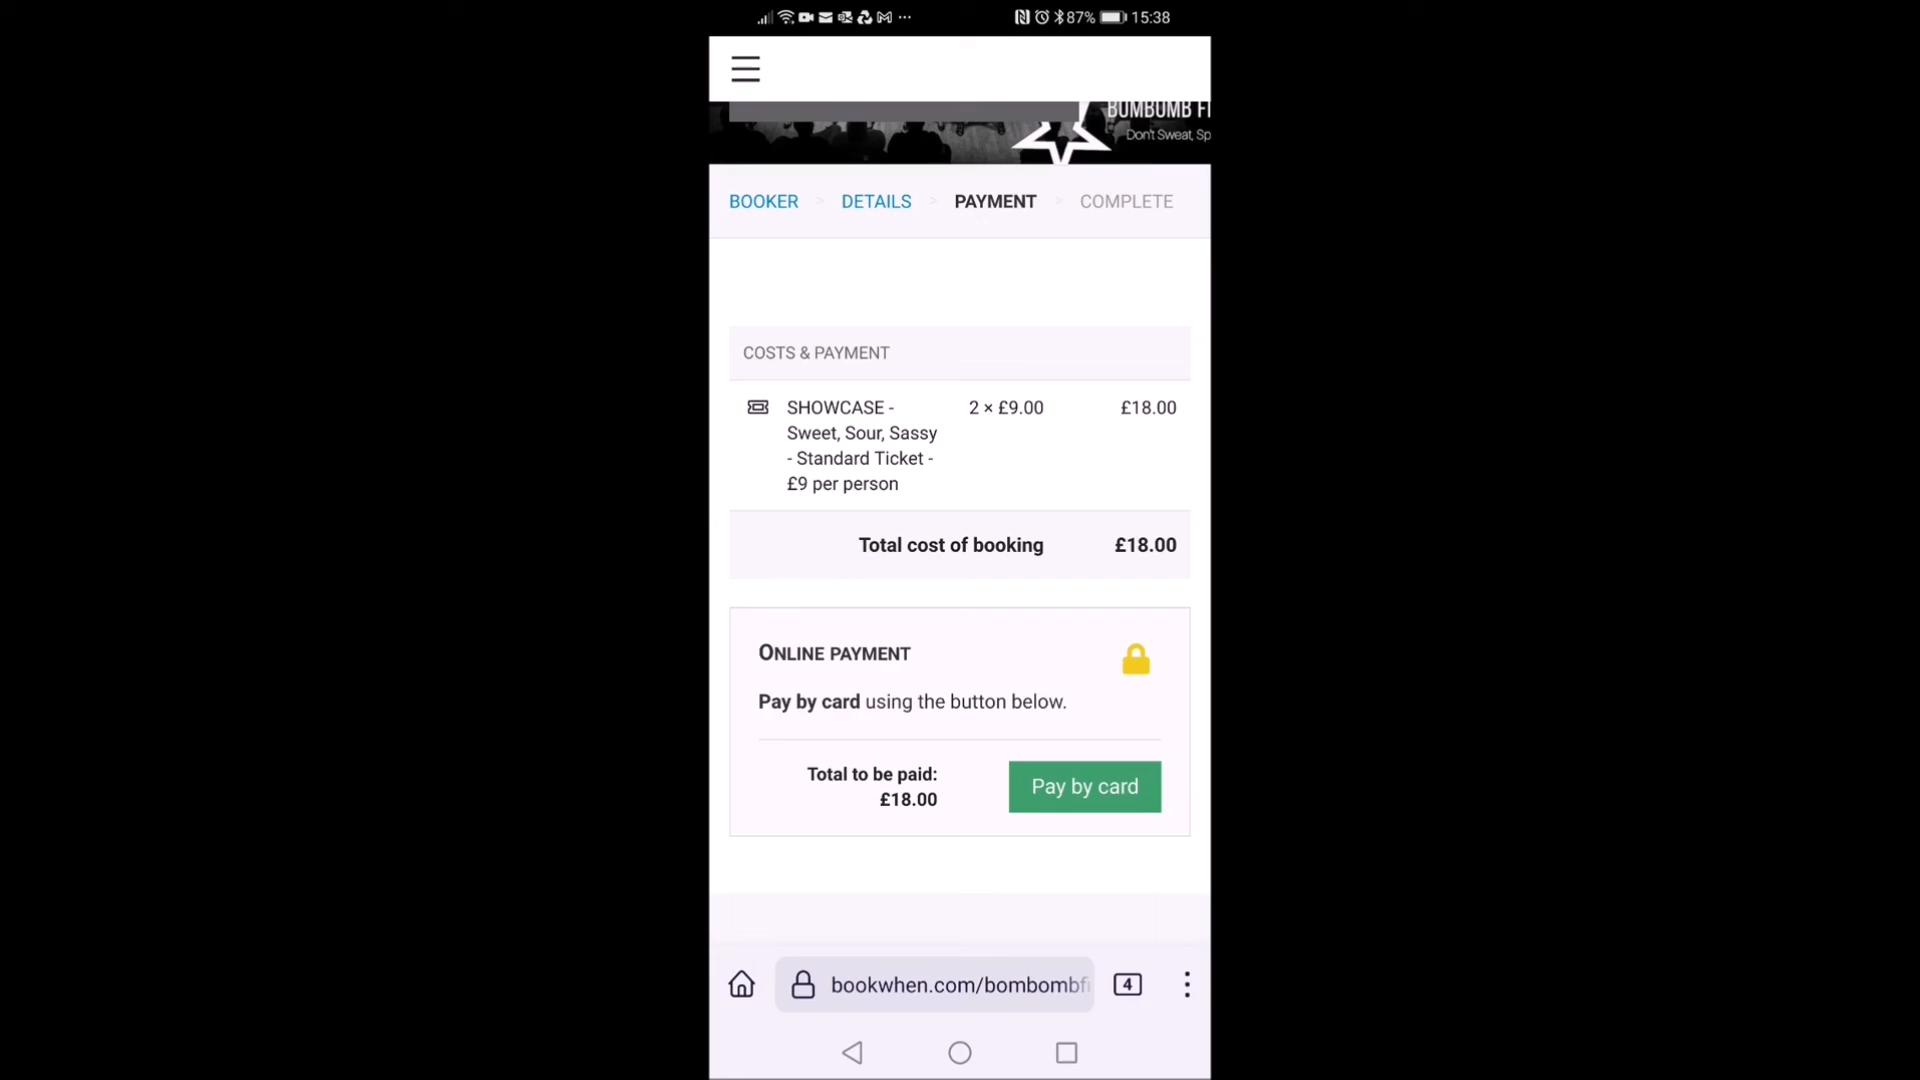 87% 15:38
BOMBOMB FI
Don't Sweat, Sp
BOOKER > DETAILS > PAYMENT > COMPLETE
COSTS & PAYMENT
SHOWCASE - 2 × £9.00 £18.00
Sweet, Sour, Sassy
- Standard Ticket -
£9 per person
Total cost of booking £18.00
ONLINE PAYMENT
Pay by card using the button below.
Total to be paid:
£18.00
Pay by card
bookwhen.com/bombombfi
4